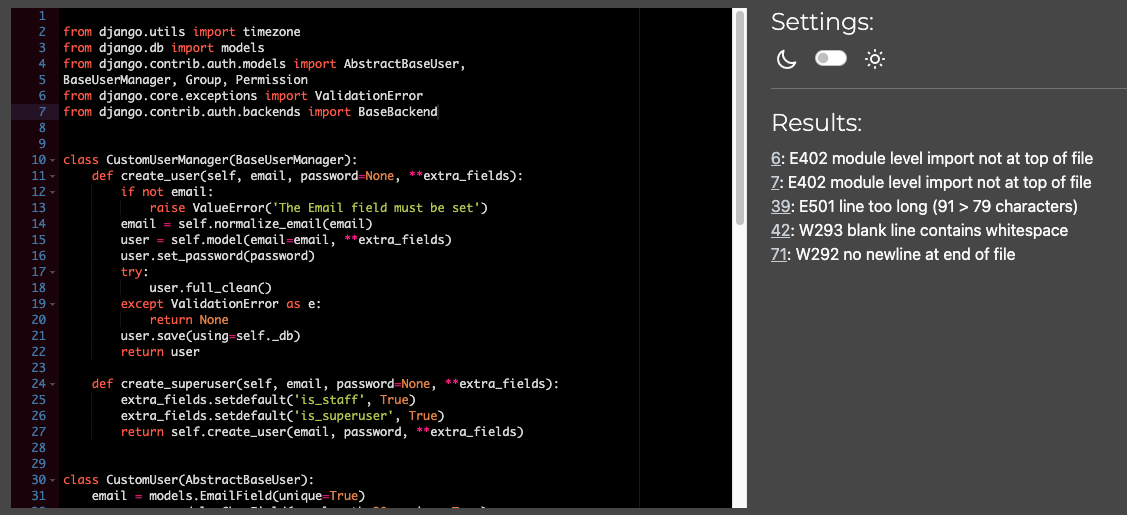 1
2 from django.utils import timezone
3 from django.db import models
4 from django.contrib.auth.models import AbstractBaseUser,
5 BaseUserManager, Group, Permission
6 from django.core.exceptions import ValidationError
7 from django.contrib.auth.backends import BaseBackend
8
9
10 class CustomUserManager(BaseUserManager):
11     def create_user(self, email, password=None, **extra_fields):
12         if not email:
13             raise ValueError('The Email field must be set')
14         email = self.normalize_email(email)
15         user = self.model(email=email, **extra_fields)
16         user.set_password(password)
17         try:
18             user.full_clean()
19         except ValidationError as e:
20             return None
21         user.save(using=self._db)
22         return user
23
24     def create_superuser(self, email, password=None, **extra_fields):
25         extra_fields.setdefault('is_staff', True)
26         extra_fields.setdefault('is_superuser', True)
27         return self.create_user(email, password, **extra_fields)
28
29
30 class CustomUser(AbstractBaseUser):
31     email = models.EmailField(unique=True)
Settings:
Results:
6: E402 module level import not at top of file
7: E402 module level import not at top of file
39: E501 line too long (91 > 79 characters)
42: W293 blank line contains whitespace
71: W292 no newline at end of file